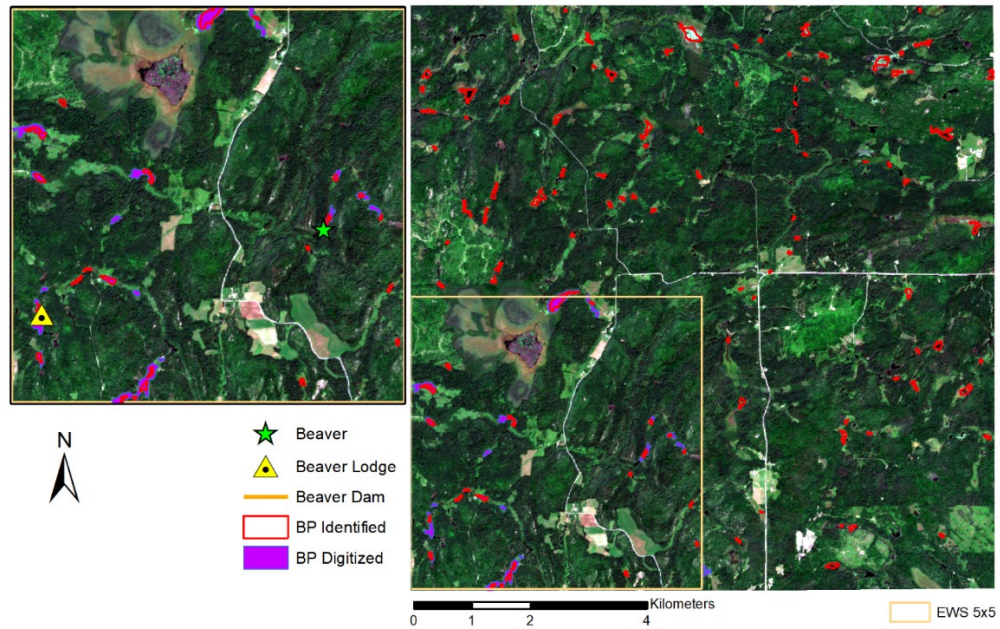 N
Beaver
Beaver Lodge
Beaver Dam
BP Identified
BP Digitized
Kilometers
0 1 2 4
EWS 5x5